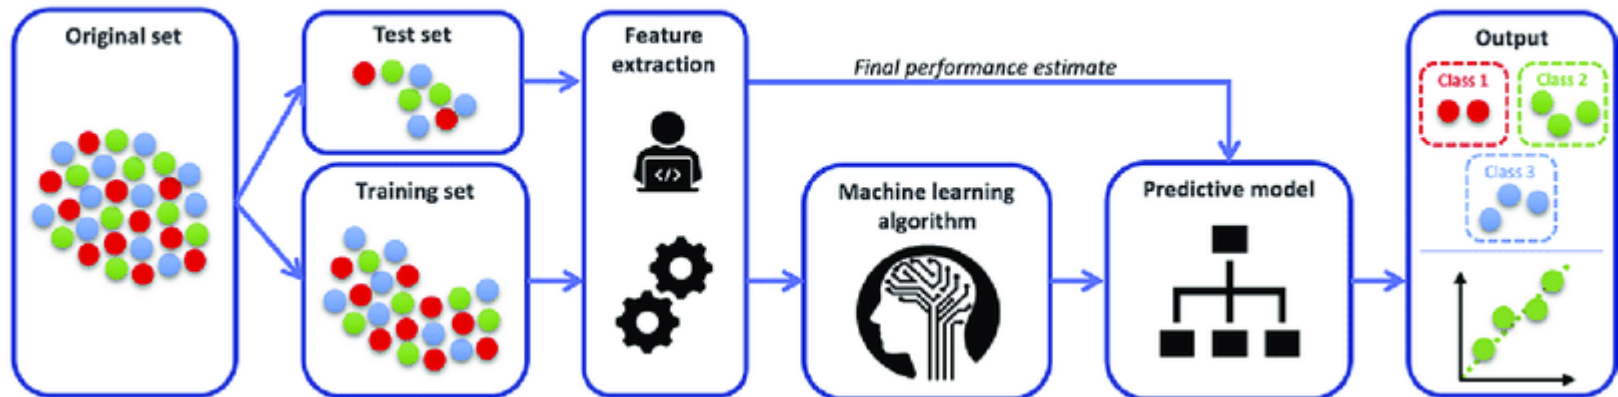 Original set
Test set
Training set
Feature
extraction
</>
Final performance estimate
Machine learning
algorithm
Predictive model
Output
Class 1
Class 2
Class 3